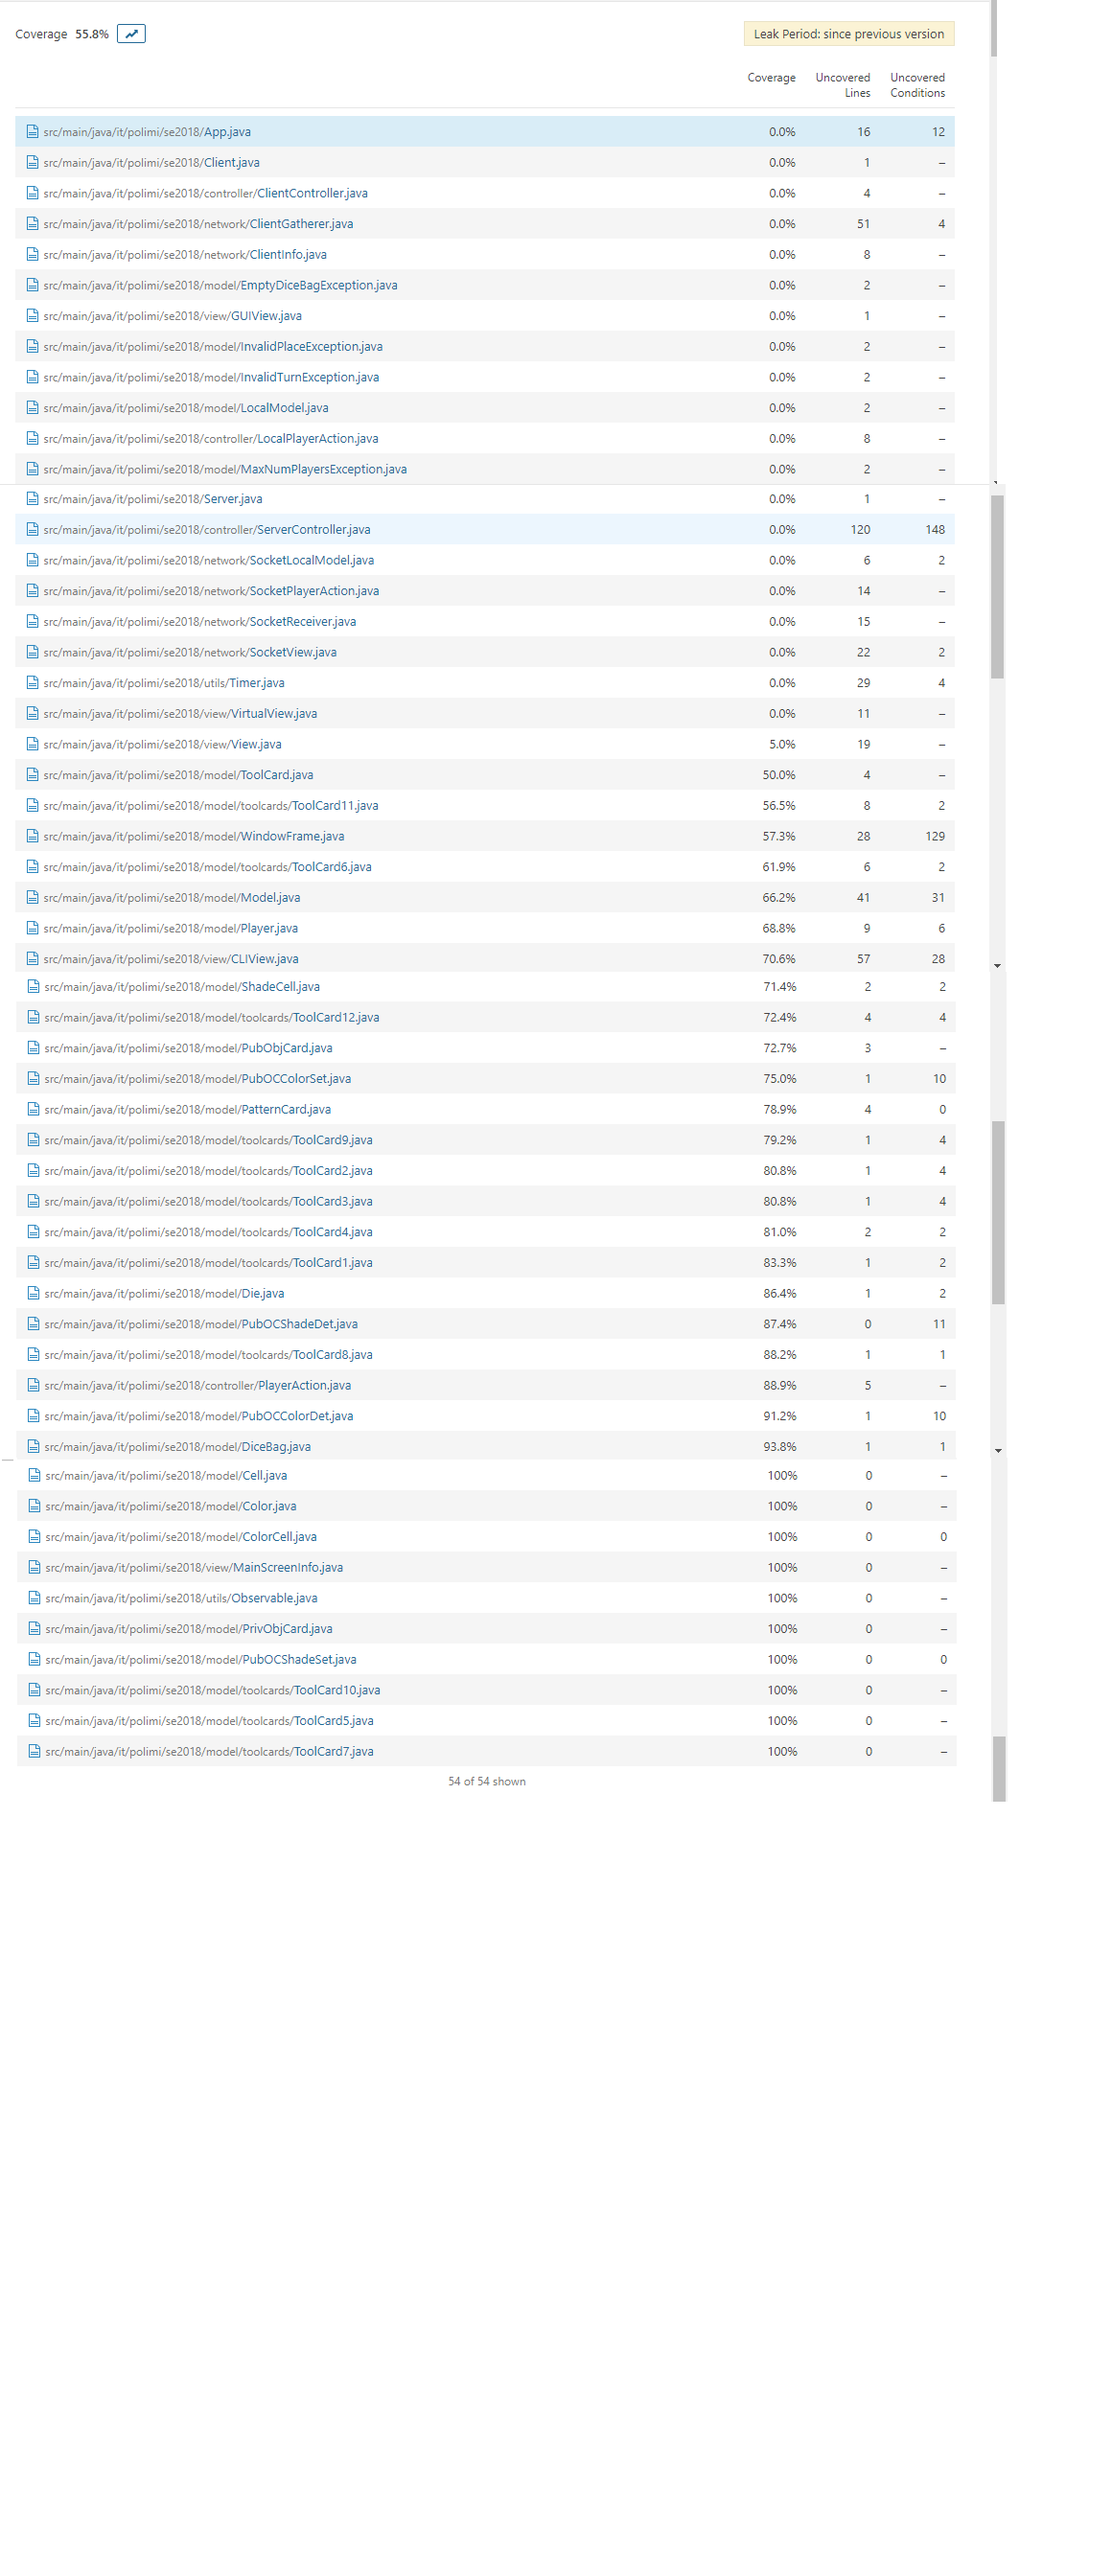 Coverage 55.8% Leak Period: since previous version
Coverage Uncovered Lines Uncovered Conditions
src/main/java/it/polimi/se2018/App.java 0.0% 16 12
src/main/java/it/polimi/se2018/Client.java 0.0% 1 –
src/main/java/it/polimi/se2018/controller/ClientController.java 0.0% 4 –
src/main/java/it/polimi/se2018/network/ClientGatherer.java 0.0% 51 4
src/main/java/it/polimi/se2018/network/ClientInfo.java 0.0% 8 –
src/main/java/it/polimi/se2018/model/EmptyDiceBagException.java 0.0% 2 –
src/main/java/it/polimi/se2018/view/GUIView.java 0.0% 1 –
src/main/java/it/polimi/se2018/model/InvalidPlaceException.java 0.0% 2 –
src/main/java/it/polimi/se2018/model/InvalidTurnException.java 0.0% 2 –
src/main/java/it/polimi/se2018/model/LocalModel.java 0.0% 2 –
src/main/java/it/polimi/se2018/controller/LocalPlayerAction.java 0.0% 8 –
src/main/java/it/polimi/se2018/model/MaxNumPlayersException.java 0.0% 2 –
src/main/java/it/polimi/se2018/Server.java 0.0% 1 –
src/main/java/it/polimi/se2018/controller/ServerController.java 0.0% 120 148
src/main/java/it/polimi/se2018/network/SocketLocalModel.java 0.0% 6 2
src/main/java/it/polimi/se2018/network/SocketPlayerAction.java 0.0% 14 –
src/main/java/it/polimi/se2018/network/SocketReceiver.java 0.0% 15 –
src/main/java/it/polimi/se2018/network/SocketView.java 0.0% 22 2
src/main/java/it/polimi/se2018/utils/Timer.java 0.0% 29 4
src/main/java/it/polimi/se2018/view/VirtualView.java 0.0% 11 –
src/main/java/it/polimi/se2018/view/View.java 5.0% 19 –
src/main/java/it/polimi/se2018/model/ToolCard.java 50.0% 4 –
src/main/java/it/polimi/se2018/model/toolcards/ToolCard11.java 56.5% 8 2
src/main/java/it/polimi/se2018/model/WindowFrame.java 57.3% 28 129
src/main/java/it/polimi/se2018/model/toolcards/ToolCard6.java 61.9% 6 2
src/main/java/it/polimi/se2018/model/Model.java 66.2% 41 31
src/main/java/it/polimi/se2018/model/Player.java 68.8% 9 6
src/main/java/it/polimi/se2018/view/CLIView.java 70.6% 57 28
src/main/java/it/polimi/se2018/model/ShadeCell.java 71.4% 2 2
src/main/java/it/polimi/se2018/model/toolcards/ToolCard12.java 72.4% 4 4
src/main/java/it/polimi/se2018/model/PubObjCard.java 72.7% 3 –
src/main/java/it/polimi/se2018/model/PubOCColorSet.java 75.0% 1 10
src/main/java/it/polimi/se2018/model/PatternCard.java 78.9% 4 0
src/main/java/it/polimi/se2018/model/toolcards/ToolCard9.java 79.2% 1 4
src/main/java/it/polimi/se2018/model/toolcards/ToolCard2.java 80.8% 1 4
src/main/java/it/polimi/se2018/model/toolcards/ToolCard3.java 80.8% 1 4
src/main/java/it/polimi/se2018/model/toolcards/ToolCard4.java 81.0% 2 2
src/main/java/it/polimi/se2018/model/toolcards/ToolCard1.java 83.3% 1 2
src/main/java/it/polimi/se2018/model/Die.java 86.4% 1 2
src/main/java/it/polimi/se2018/model/PubOCShadeDet.java 87.4% 0 11
src/main/java/it/polimi/se2018/model/toolcards/ToolCard8.java 88.2% 1 1
src/main/java/it/polimi/se2018/controller/PlayerAction.java 88.9% 5 –
src/main/java/it/polimi/se2018/model/PubOCColorDet.java 91.2% 1 10
src/main/java/it/polimi/se2018/model/DiceBag.java 93.8% 1 1
src/main/java/it/polimi/se2018/model/Cell.java 100% 0 –
src/main/java/it/polimi/se2018/model/Color.java 100% 0 –
src/main/java/it/polimi/se2018/model/ColorCell.java 100% 0 0
src/main/java/it/polimi/se2018/view/MainScreenInfo.java 100% 0 –
src/main/java/it/polimi/se2018/utils/Observable.java 100% 0 –
src/main/java/it/polimi/se2018/model/PrivObjCard.java 100% 0 –
src/main/java/it/polimi/se2018/model/PubOCShadeSet.java 100% 0 0
src/main/java/it/polimi/se2018/model/toolcards/ToolCard10.java 100% 0 –
src/main/java/it/polimi/se2018/model/toolcards/ToolCard5.java 100% 0 –
src/main/java/it/polimi/se2018/model/toolcards/ToolCard7.java 100% 0 –
54 of 54 shown